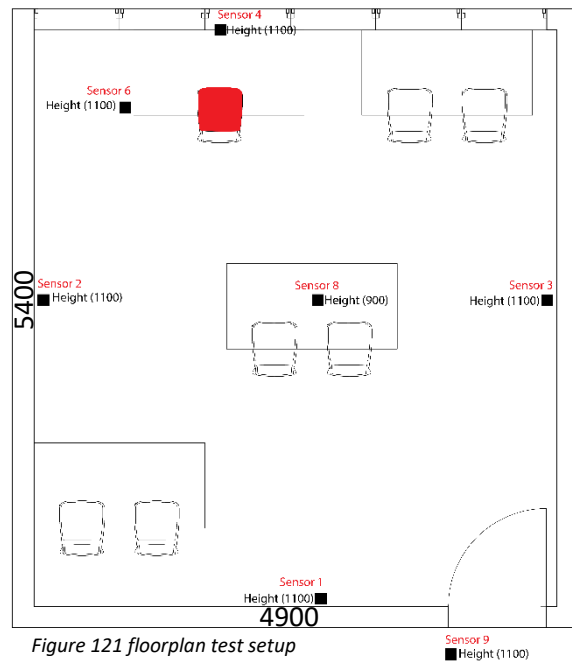 Sensor 4
Height (1100)
Sensor 6
Height (1100)
Sensor 2
Height (1100)
Sensor 8
Height (900)
Sensor 3
Height (1100)
5400
Sensor 1
Height (1100)
4900
Figure 121 floorplan test setup
Sensor 9
Height (1100)